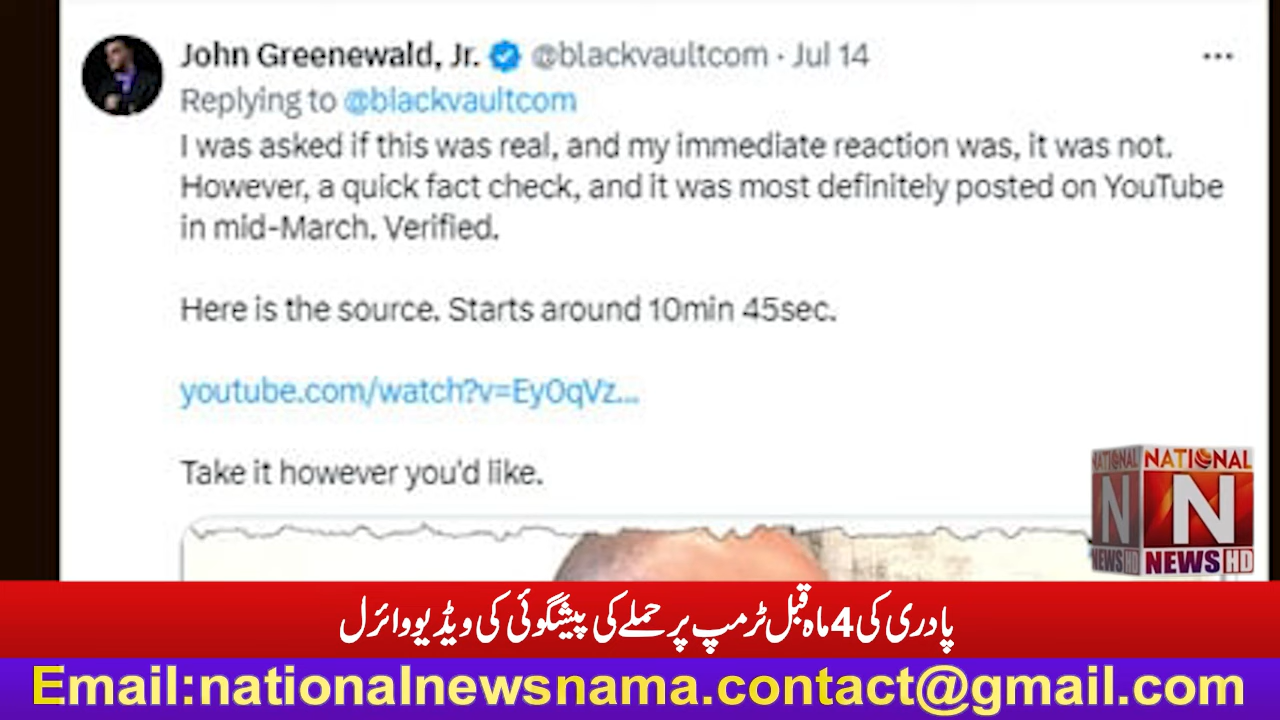 John Greenewald, Jr. @blackvaultcom · Jul 14
Replying to @blackvaultcom
I was asked if this was real, and my immediate reaction was, it was not.
However, a quick fact check, and it was most definitely posted on YouTube
in mid-March. Verified.
Here is the source. Starts around 10min 45sec.
youtube.com/watch?v=EyOqVz...
Take it however you'd like.
NATIONAL NATIONAL
N N
NEWS HD NEWS HD
پادری کی 4 ماہ قبل ٹرمپ پر حملے کی پیشگوئی کی ویڈیو وائرل
Email:nationalnewsnama.contact@gmail.com